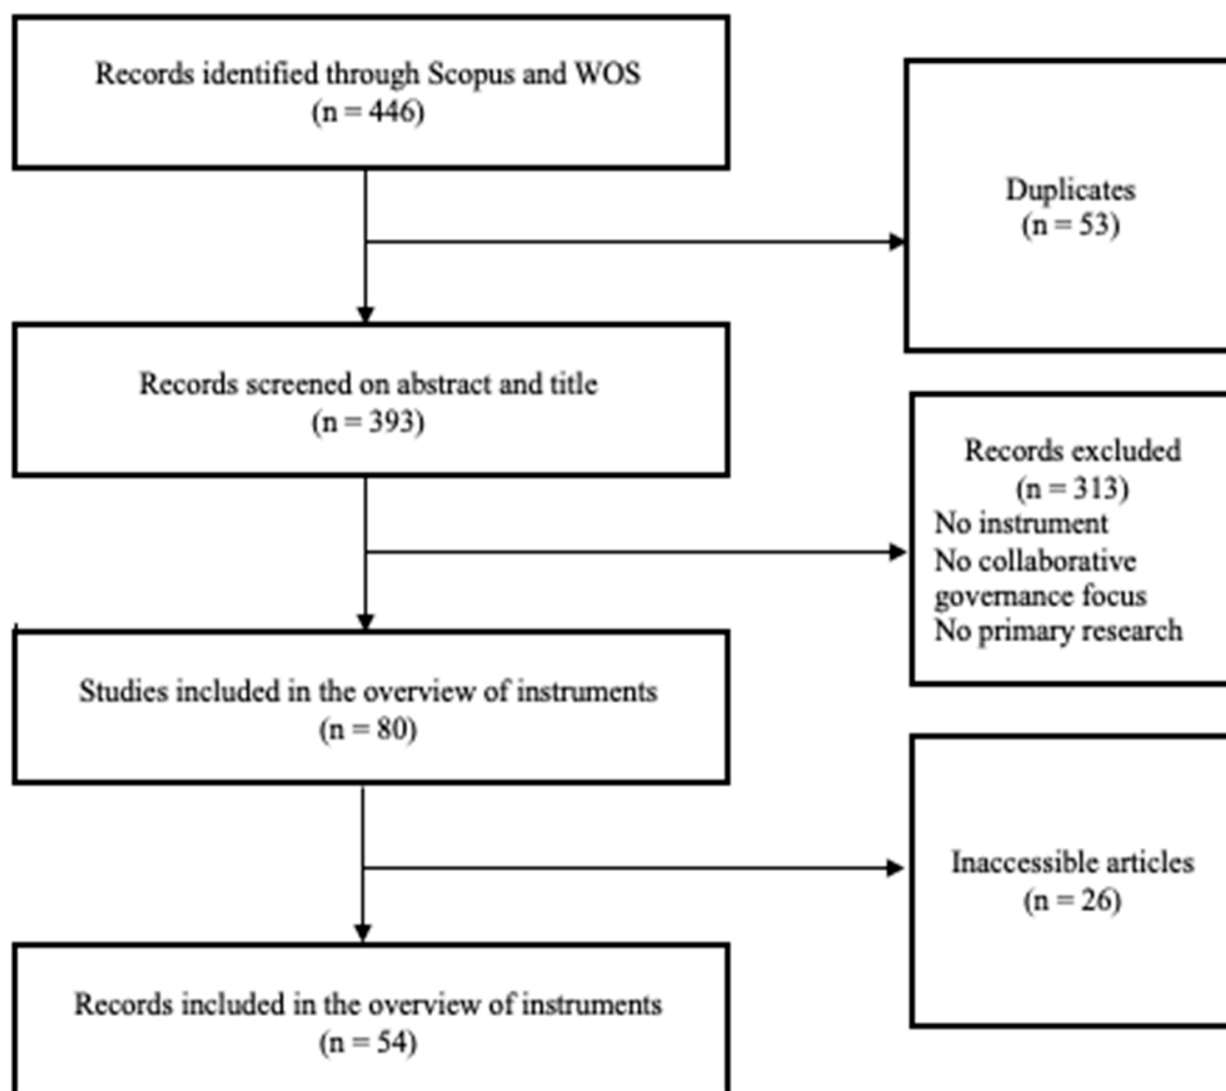 Records identified through Scopus and WOS
(n = 446)
Duplicates
(n = 53)
Records screened on abstract and title
(n = 393)
Records excluded
(n = 313)
No instrument
No collaborative
governance focus
No primary research
Studies included in the overview of instruments
(n = 80)
Inaccessible articles
(n = 26)
Records included in the overview of instruments
(n = 54)